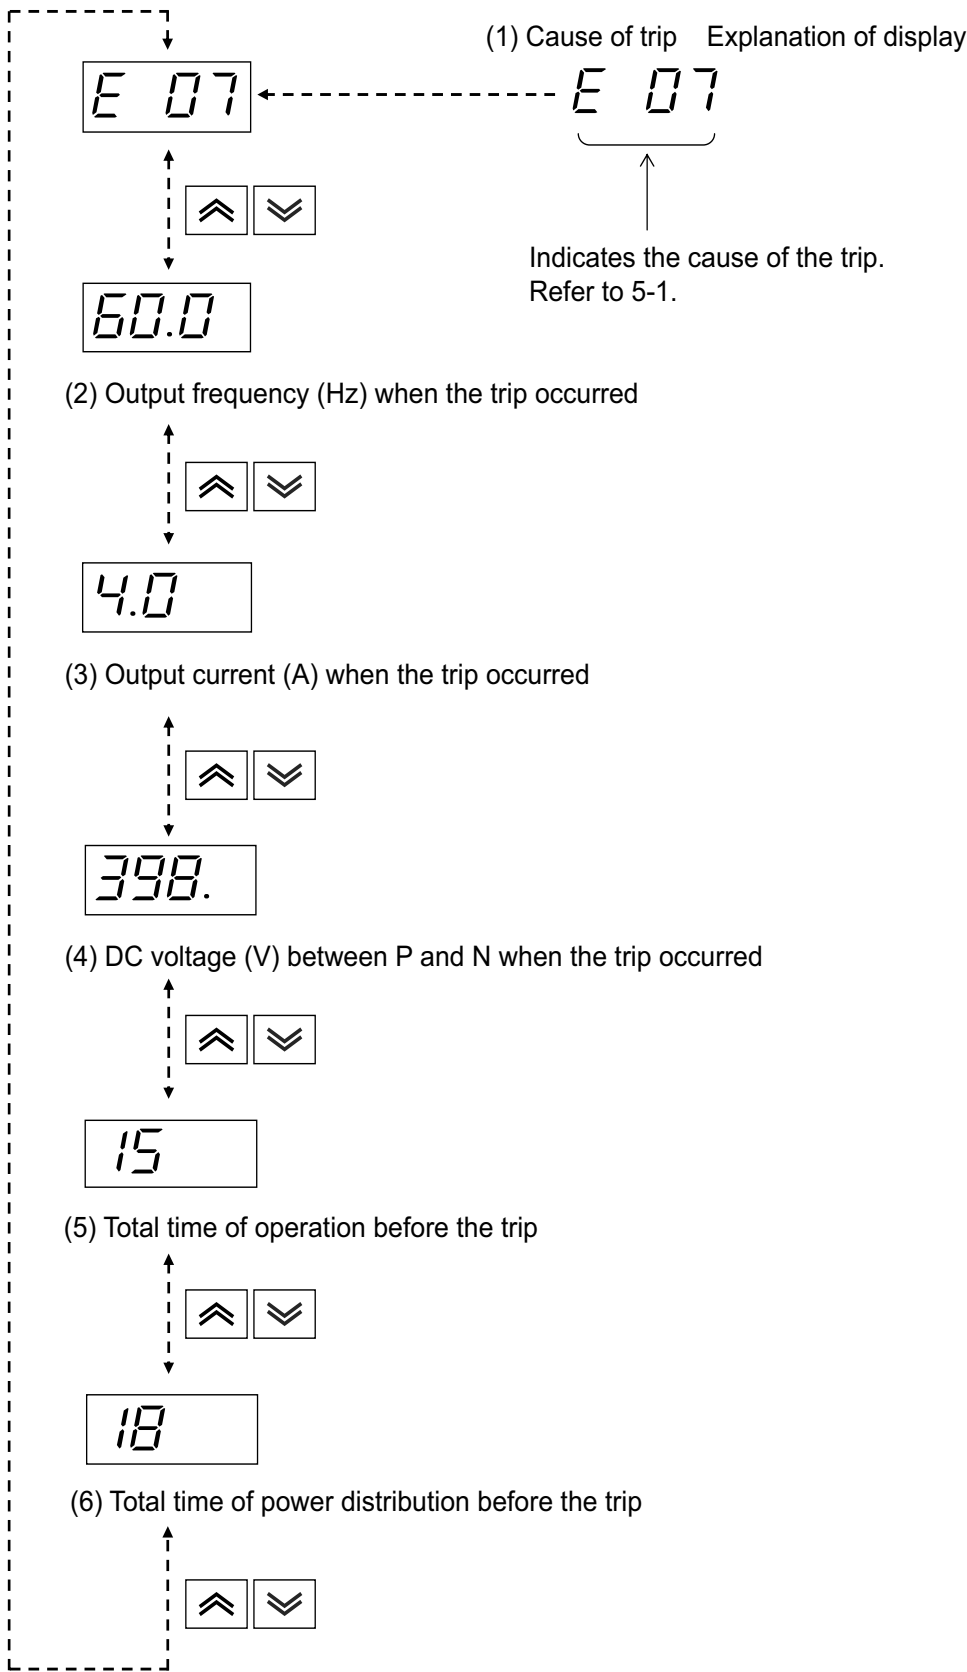 (1) Cause of trip Explanation of display
E 07
E 07
Indicates the cause of the trip.
Refer to 5-1.
60.0
(2) Output frequency (Hz) when the trip occurred
4.0
(3) Output current (A) when the trip occurred
398.
(4) DC voltage (V) between P and N when the trip occurred
15
(5) Total time of operation before the trip
18
(6) Total time of power distribution before the trip